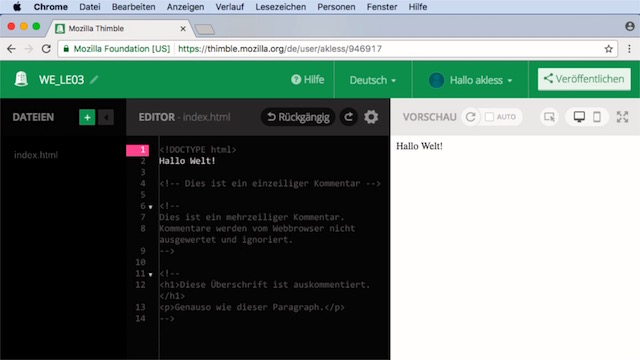 Chrome Datei Bearbeiten Anzeigen Verlauf Lesezeichen Personen Fenster Hilfe
Mozilla Thimble
Mozilla Foundation [US] https://thimble.mozilla.org/de/user/akless/946917
WE_LE03 Hilfe Deutsch Hallo akless Veröffentlichen
DATEIEN EDITOR - index.html Rückgängig VORSCHAU AUTO
index.html
1 <!DOCTYPE html>
2 Hallo Welt!
3
4 <!-- Dies ist ein einzeiliger Kommentar -->
5
6 <!--
7 Dies ist ein mehrzeiliger Kommentar.
8 Kommentare werden vom Webbrowser nicht
ausgewertet und ignoriert.
9 -->
10
11 <!--
12 <h1>Diese Überschrift ist auskommentiert.
</h1>
13 <p>Genauso wie dieser Paragraph.</p>
14 -->
Hallo Welt!